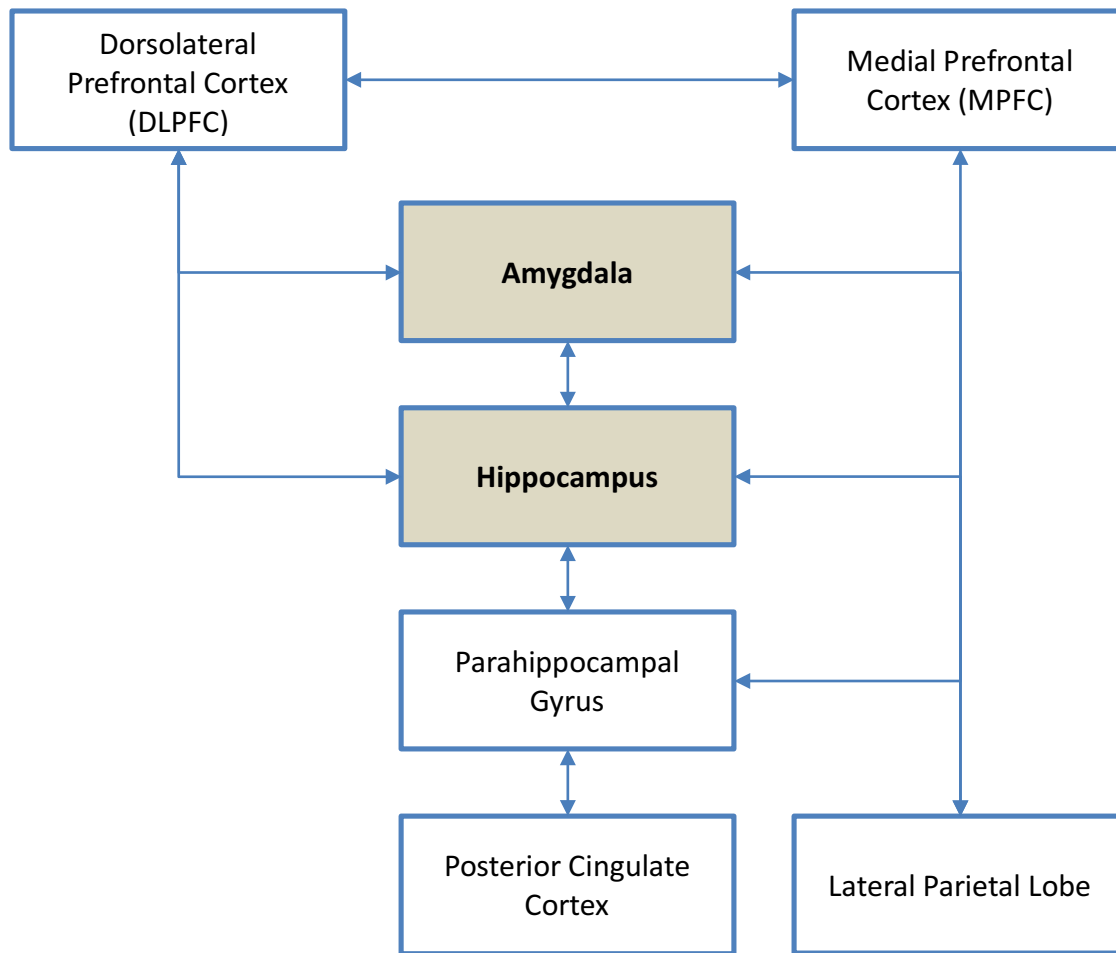 Dorsolateral
Prefrontal Cortex
(DLPFC)
Medial Prefrontal
Cortex (MPFC)
Amygdala
Hippocampus
Parahippocampal
Gyrus
Posterior Cingulate
Cortex
Lateral Parietal Lobe